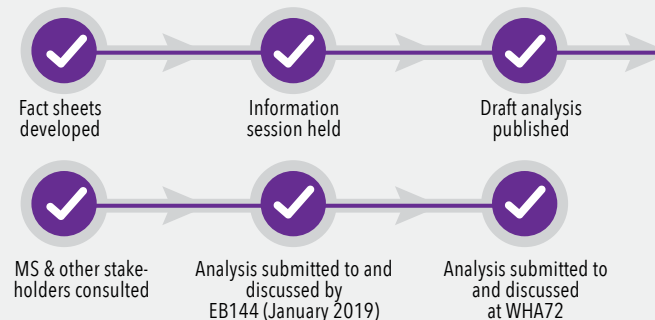 Fact sheets
developed
Information
session held
Draft analysis
published
MS & other stake-
holders consulted
Analysis submitted to and
discussed by
EB144 (January 2019)
Analysis submitted to
and discussed
at WHA72